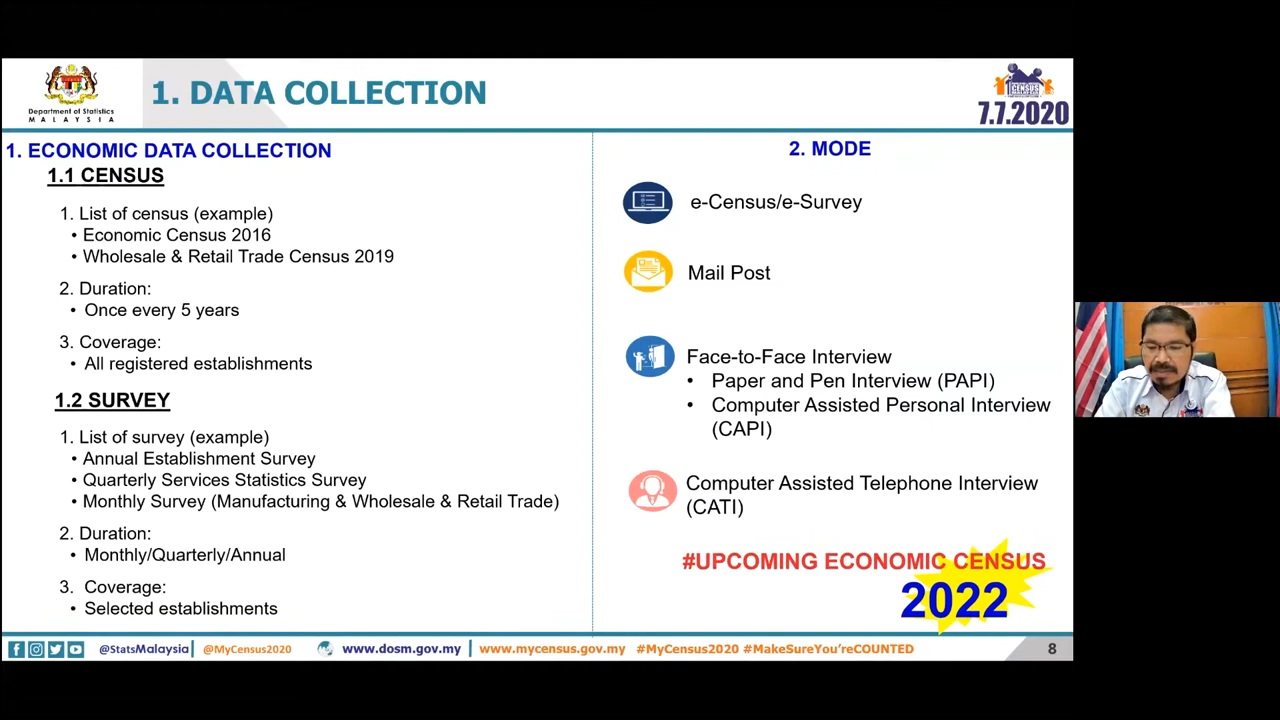 Department of Statistics
MALAYSIA
1. DATA COLLECTION
CENSUS
7.7.2020
1. ECONOMIC DATA COLLECTION
1.1 CENSUS
1. List of census (example)
• Economic Census 2016
• Wholesale & Retail Trade Census 2019
2. Duration:
• Once every 5 years
3. Coverage:
• All registered establishments
1.2 SURVEY
1. List of survey (example)
• Annual Establishment Survey
• Quarterly Services Statistics Survey
• Monthly Survey (Manufacturing & Wholesale & Retail Trade)
2. Duration:
• Monthly/Quarterly/Annual
3. Coverage:
• Selected establishments
2. MODE
e-Census/e-Survey
Mail Post
Face-to-Face Interview
• Paper and Pen Interview (PAPI)
• Computer Assisted Personal Interview
(CAPI)
Computer Assisted Telephone Interview
(CATI)
#UPCOMING ECONOMIC CENSUS
2022
@StatsMalaysia | @MyCensus2020 www.dosm.gov.my | www.mycensus.gov.my #MyCensus2020 #MakeSureYou'reCOUNTED 8